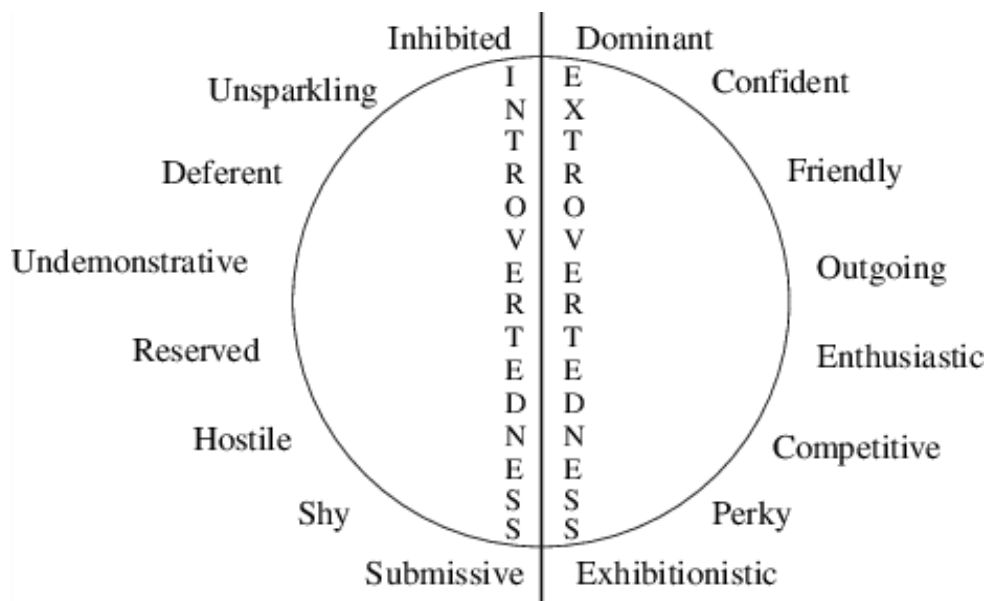 Inhibited Dominant
Unsparkling Confident
Deferent Friendly
Undemonstrative Outgoing
Reserved Enthusiastic
Hostile Competitive
Shy Perky
Submissive Exhibitionistic
INTROVERTEDNESS
EXTROVERTEDNESS